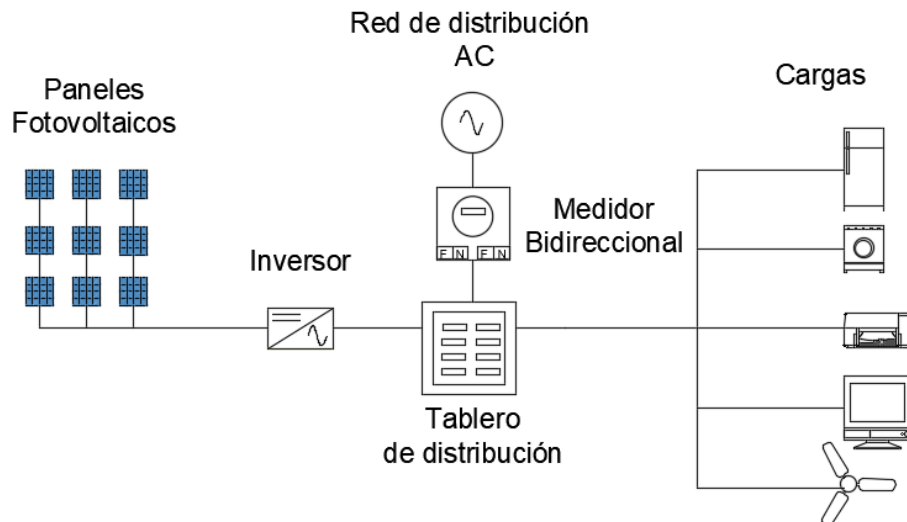 Red de distribución
AC
Paneles
Fotovoltaicos
Cargas
Medidor
Bidireccional
F N F N
Inversor
Tablero
de distribución